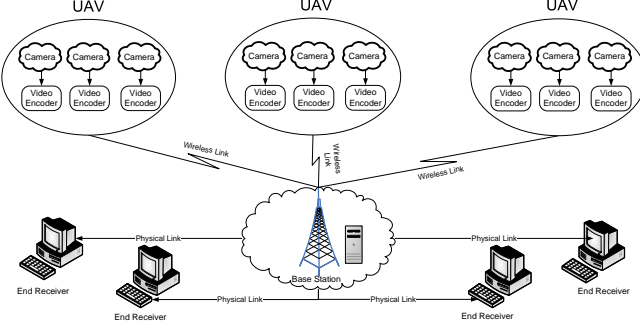 UAV
UAV
UAV
Camera
Camera
Camera
Camera
Camera
Camera
Camera
Camera
Camera
Video
Encoder
Video
Encoder
Video
Encoder
Video
Encoder
Video
Encoder
Video
Encoder
Video
Encoder
Video
Encoder
Video
Encoder
Wireless Link
Wireless
Link
Wireless Link
Physical Link
Physical Link
Base Station
End Receiver
End Receiver
Physical Link
Physical Link
End Receiver
End Receiver